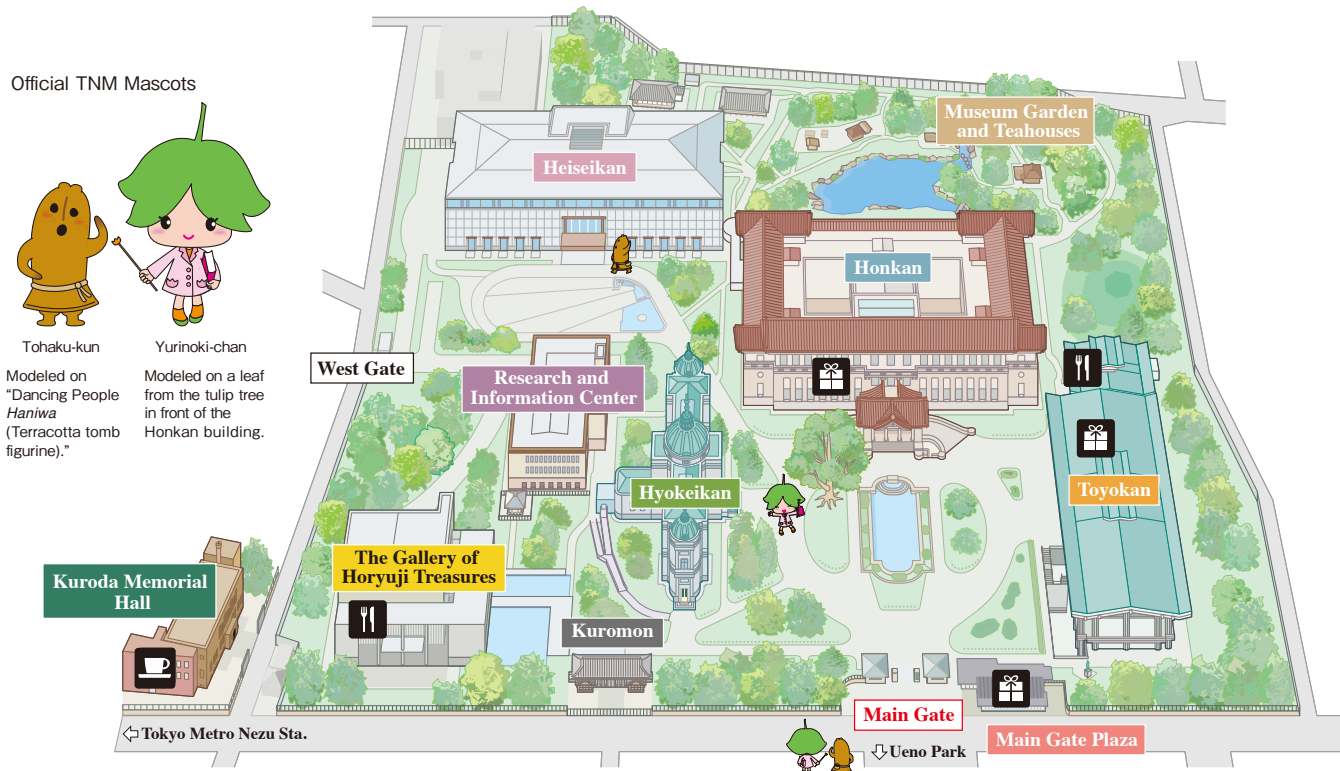 Official TNM Mascots
Tohaku-kun
Modeled on
“Dancing People
Haniwa
(Terracotta tomb
figurine).”
Yurinoki-chan
Modeled on a leaf
from the tulip tree
in front of the
Honkan building.
Museum Garden
and Teahouses
Heiseikan
Honkan
West Gate
Research and
Information Center
Hyokeikan
Toyokan
The Gallery of
Horyuji Treasures
Kuroda Memorial
Hall
Kuromon
Main Gate
Main Gate Plaza
Tokyo Metro Nezu Sta.
Ueno Park